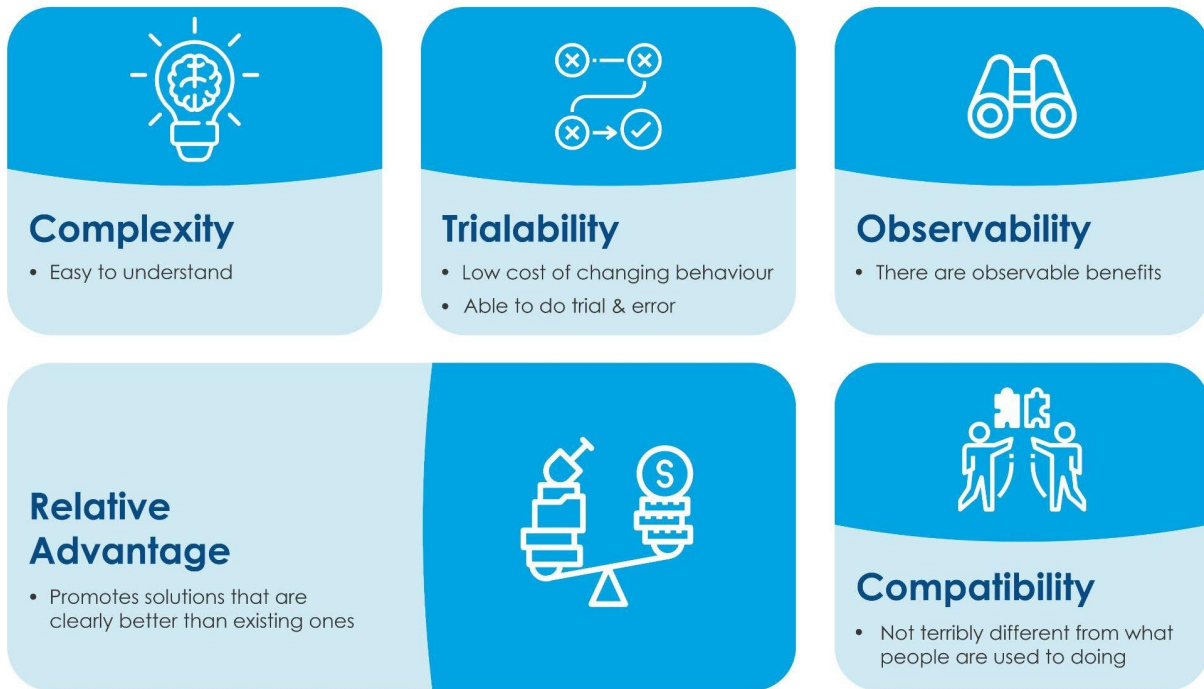 Complexity
• Easy to understand
Trialability
• Low cost of changing behaviour
• Able to do trial & error
Observability
• There are observable benefits
Relative
Advantage
• Promotes solutions that are
clearly better than existing ones
S
Compatibility
• Not terribly different from what
people are used to doing